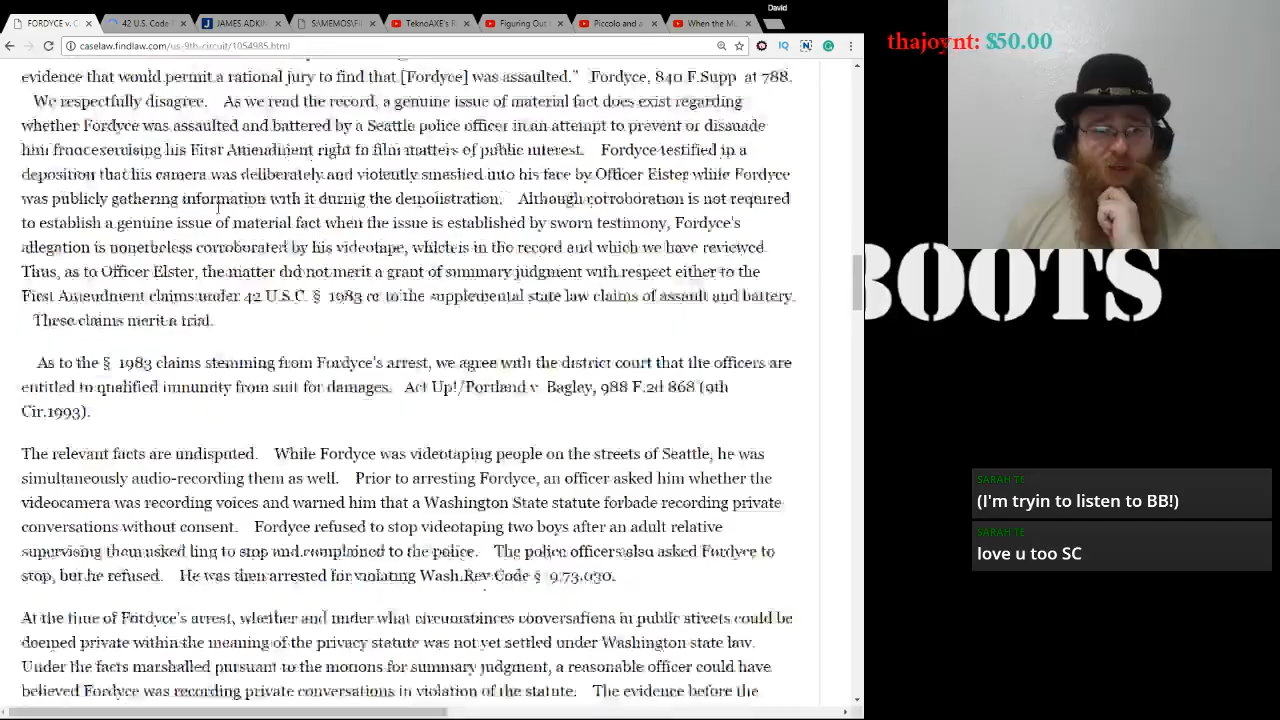 David
FORDYCE v. C
42 U.S. Code
JAMES ADKIN
S:\MEMOS\Fil
TeknoAXE's R
Figuring Out
Piccolo and a
When the Mu
caselaw.findlaw.com/us-9th-circuit/1054985.html
IQ
N
evidence that would permit a rational jury to find that [Fordyce] was assaulted." Fordyce, 840 F.Supp at 788.
We respectfully disagree. As we read the record, a genuine issue of material fact does exist regarding
whether Fordyce was assaulted and battered by a Seattle police officer in an attempt to prevent or dissuade
him from exercising his First Amendment right to film matters of public interest. Fordyce testified in a
deposition that his camera was deliberately and violently smashed into his face by Officer Elster while Fordyce
was publicly gathering information with it during the demonstration. Although corroboration is not required
to establish a genuine issue of material fact when the issue is established by sworn testimony, Fordyce's
allegation is nonetheless corroborated by his videotape, which is in the record and which we have reviewed
Thus, as to Officer Elster, the matter did not merit a grant of summary judgment with respect either to the
First Amendment claims under 42 U.S.C. § 1983 or to the supplemental state law claims of assault and battery.
These claims merit a trial.
As to the § 1983 claims stemming from Fordyce's arrest, we agree with the district court that the officers are
entitled to qualified immunity from suit for damages. Act Up!/Portland v Bagley, 988 F.2d 868 (9th
Cir.1993).
The relevant facts are undisputed. While Fordyce was videotaping people on the streets of Seattle, he was
simultaneously audio-recording them as well. Prior to arresting Fordyce, an officer asked him whether the
videocamera was recording voices and warned him that a Washington State statute forbade recording private
conversations without consent. Fordyce refused to stop videotaping two boys after an adult relative
supervising them asked him to stop and complained to the police. The police officers also asked Fordyce to
stop, but he refused. He was then arrested for violating Wash.Rev.Code § 9.73.030.
At the time of Fordyce's arrest, whether and under what circumstances conversations in public streets could be
deemed private within the meaning of the privacy statute was not yet settled under Washington state law.
Under the facts marshalled pursuant to the motions for summary judgment, a reasonable officer could have
believed Fordyce was recording private conversations in violation of the statute. The evidence before the
thajoynt: $50.00
BOOTS
SARAH TE
(I'm tryin to listen to BB!)
SARAH TE
love u too SC